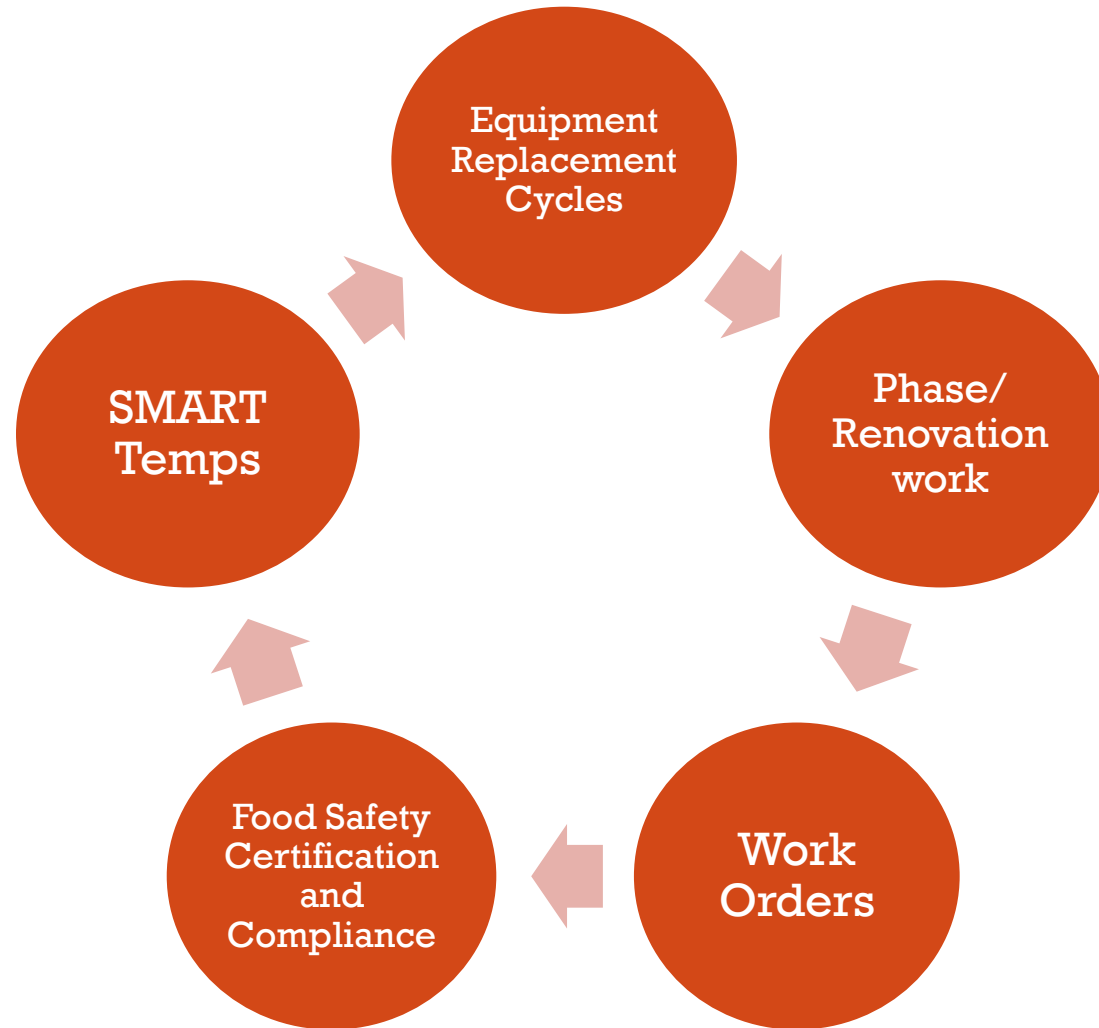 Equipment
Replacement
Cycles
Phase/
Renovation
work
Work
Orders
Food Safety
Certification
and
Compliance
SMART
Temps